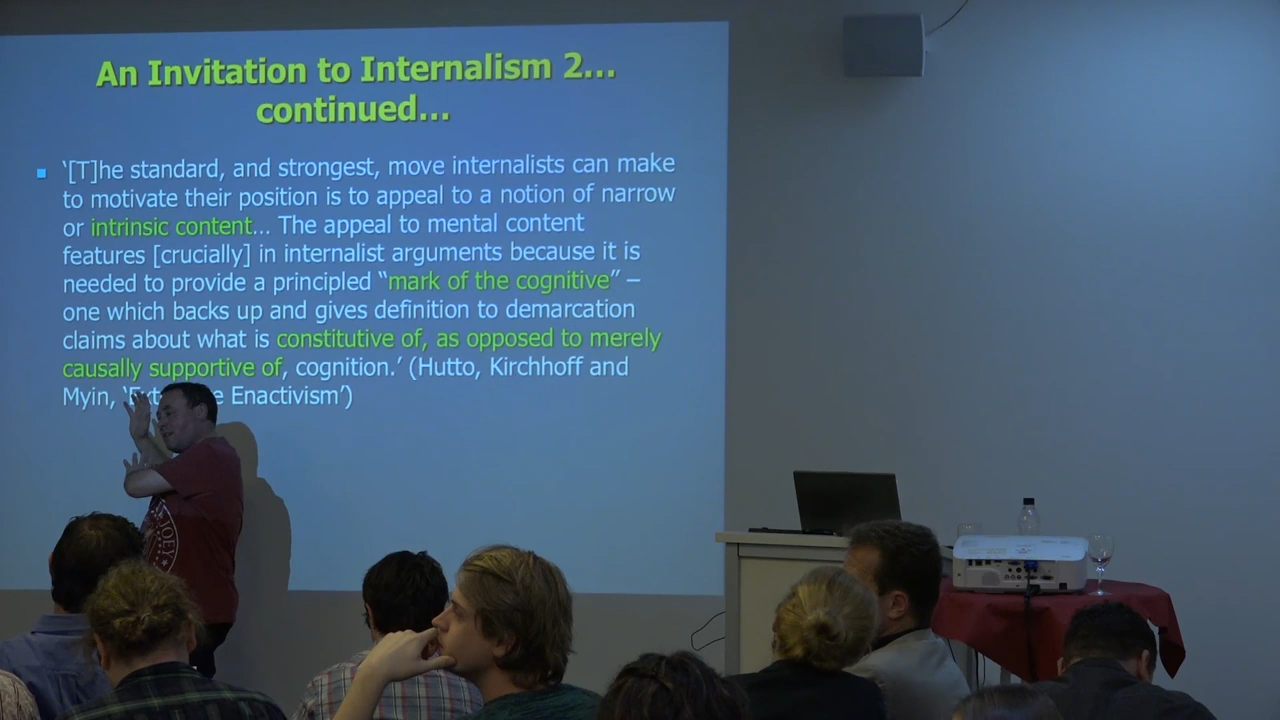 An Invitation to Internalism 2...
continued...
‘[T]he standard, and strongest, move internalists can make
to motivate their position is to appeal to a notion of narrow
or intrinsic content... The appeal to mental content
features [crucially] in internalist arguments because it is
needed to provide a principled “mark of the cognitive” –
one which backs up and gives definition to demarcation
claims about what is constitutive of, as opposed to merely
causally supportive of, cognition.’ (Hutto, Kirchhoff and
Myin, Enactivism’)
JOEY